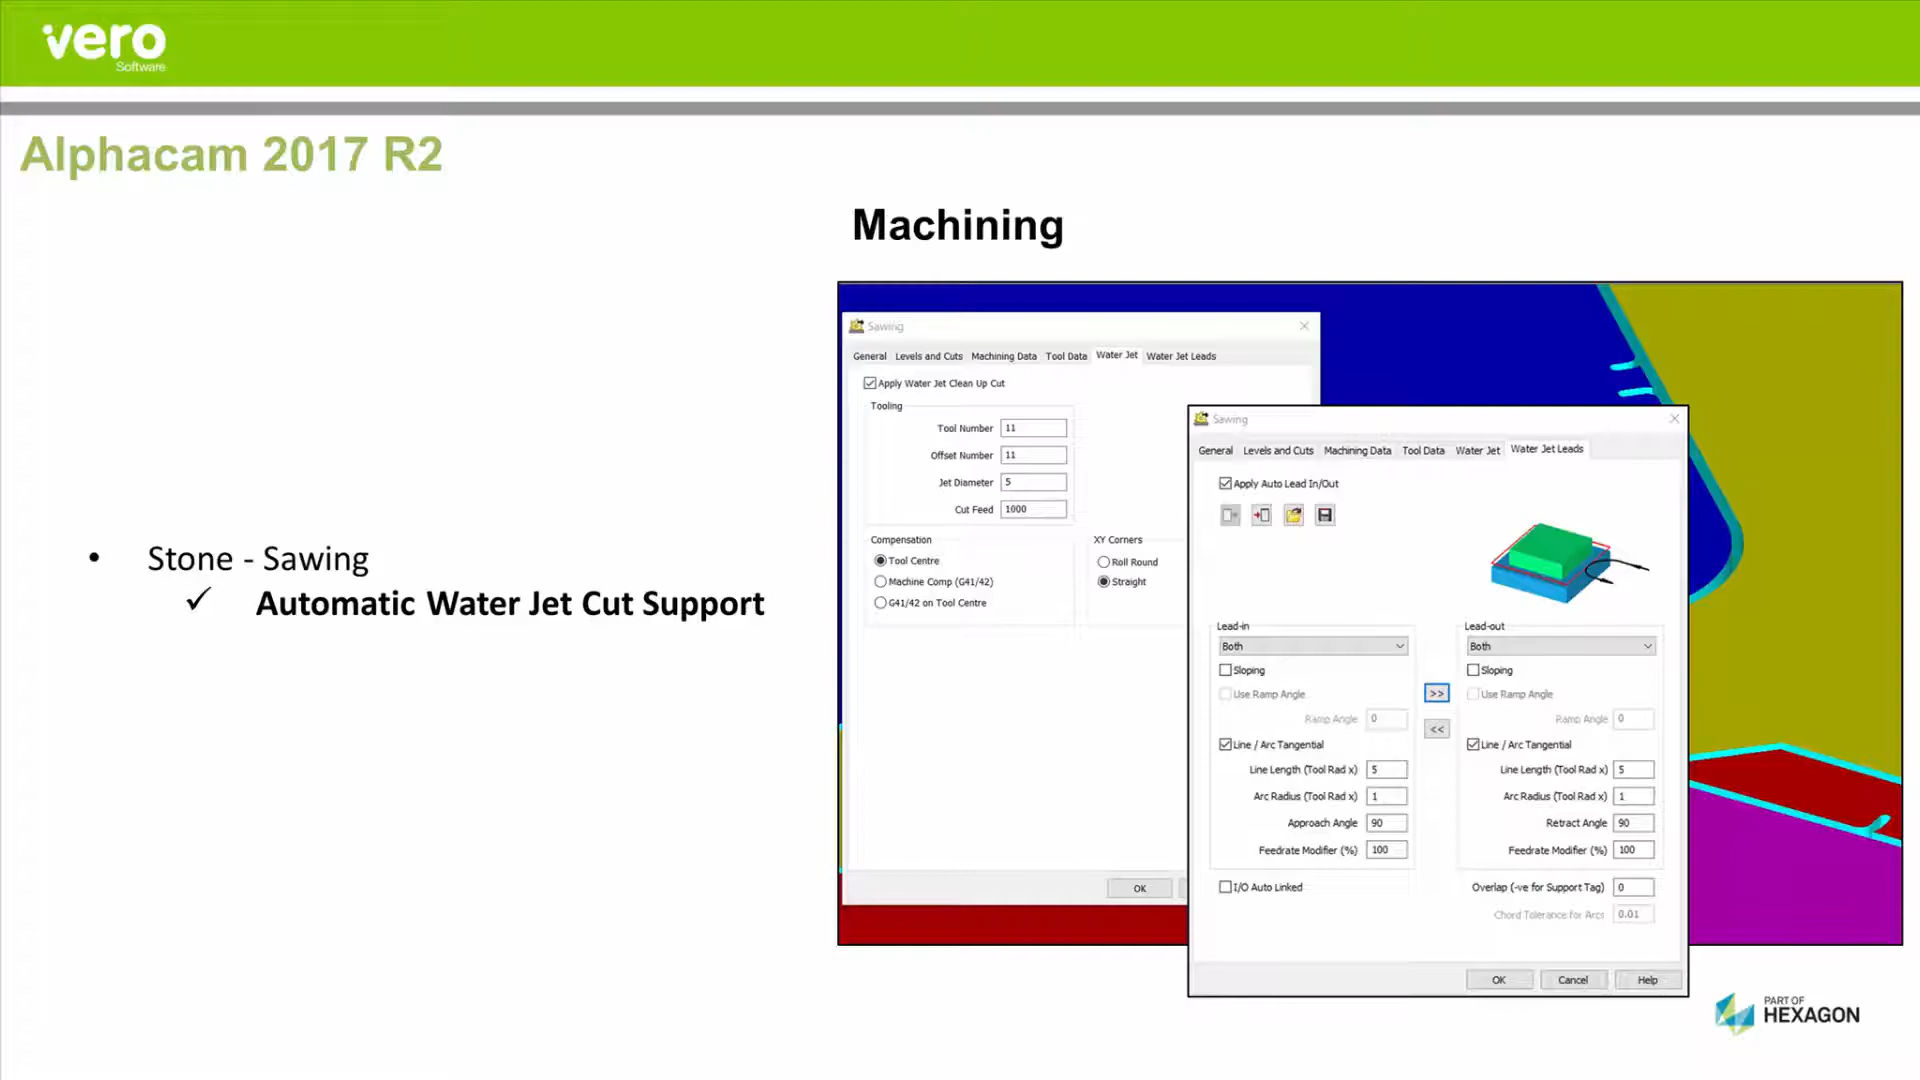 vero
Software
Alphacam 2017 R2
Machining
• Stone - Sawing
✓ Automatic Water Jet Cut Support
Sawing
General Levels and Cuts Machining Data Tool Data Water Jet Water Jet Leads
Apply Water Jet Clean Up Cut
Tooling
Tool Number 11
Offset Number 11
Jet Diameter 5
Cut Feed 1000
Compensation
Tool Centre
Machine Comp (G41/42)
G41/42 on Tool Centre
XY Corners
Roll Round
Straight
OK
Sawing
General Levels and Cuts Machining Data Tool Data Water Jet Water Jet Leads
Apply Auto Lead In/Out
Lead-in
Both
Sloping
Use Ramp Angle
Ramp Angle 0
Line / Arc Tangential
Line Length (Tool Rad x) 5
Arc Radius (Tool Rad x) 1
Approach Angle 90
Feedrate Modifier (%) 100
I/O Auto Linked
>>
<<
Lead-out
Both
Sloping
Use Ramp Angle
Ramp Angle 0
Line / Arc Tangential
Line Length (Tool Rad x) 5
Arc Radius (Tool Rad x) 1
Retract Angle 90
Feedrate Modifier (%) 100
Overlap (-ve for Support Tag) 0
Chord Tolerance for Arcs 0.01
OK Cancel Help
PART OF
HEXAGON